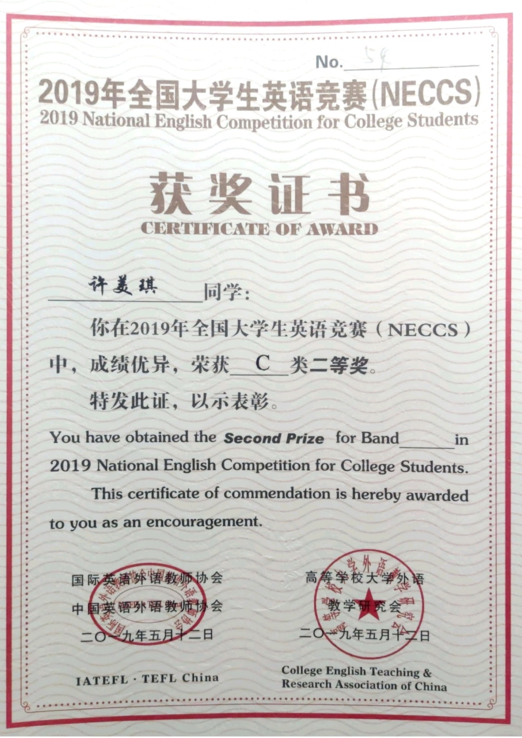 No.
2019年全国大学生英语竞赛(NECCS)
2019 National English Competition for College Students
获奖证书
CERTIFICATE OF AWARD
许美琪 同学：
你在2019年全国大学生英语竞赛（NECCS）
中，成绩优异，荣获 C 类二等奖。
特发此证，以示表彰。
You have obtained the Second Prize for Band in
2019 National English Competition for College Students.
This certificate of commendation is hereby awarded
to you as an encouragement.
国际英语外语教师协会
中国英语外语教师协会
二〇一九年五月十二日
IATEFL · TEFL China
高等学校大学外语
教学研究会
二〇一九年五月十二日
College English Teaching &
Research Association of China